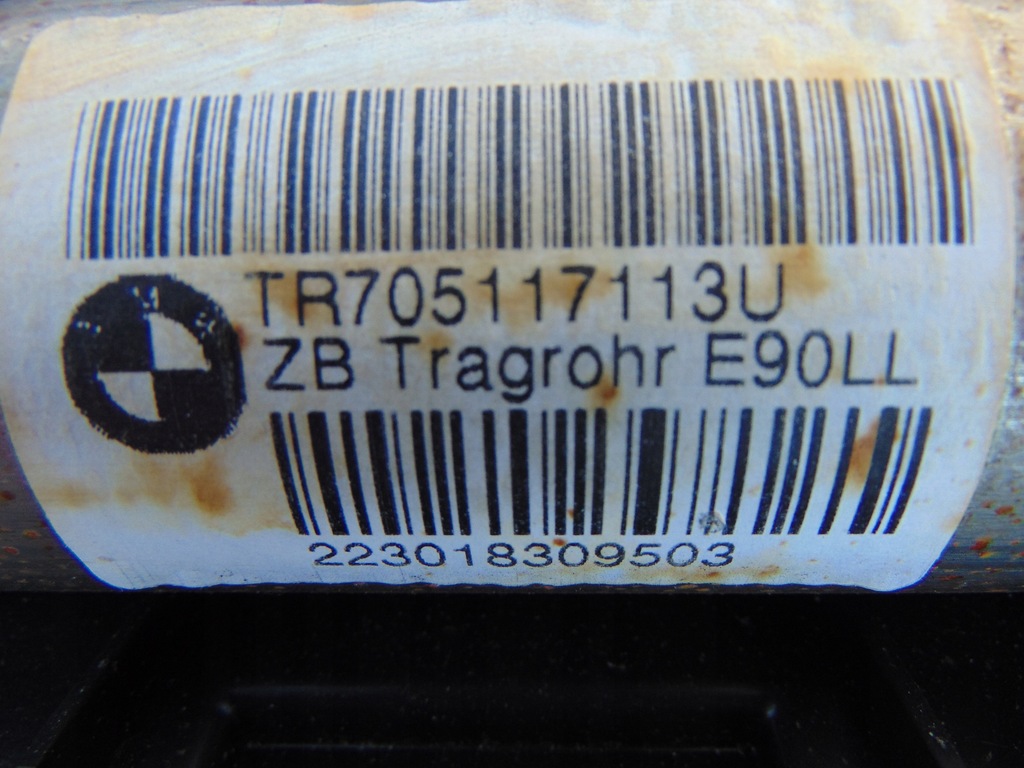 TR705117113U
ZB Tragrohr E90LL
223018309503